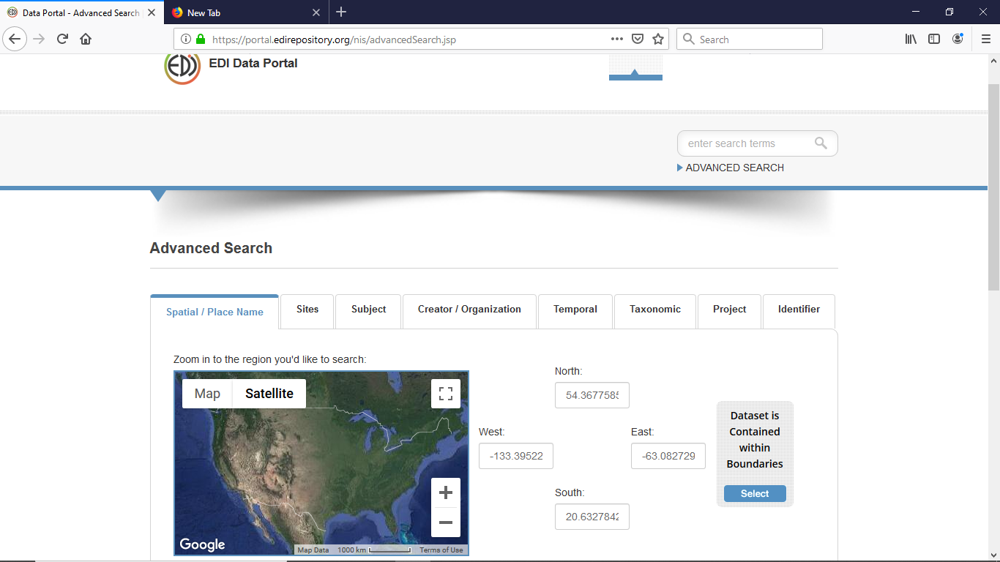 Data Portal - Advanced Search
New Tab
https://portal.edirepository.org/nis/advancedSearch.jsp
Search
EDI
EDI Data Portal
enter search terms
ADVANCED SEARCH
Advanced Search
Spatial / Place Name
Sites
Subject
Creator / Organization
Temporal
Taxonomic
Project
Identifier
Zoom in to the region you'd like to search:
Map
Satellite
Google
Map Data
1000 km
Terms of Use
North:
54.3677585
West:
-133.39522
East:
-63.082729
South:
20.6327842
Dataset is
Contained
within
Boundaries
Select